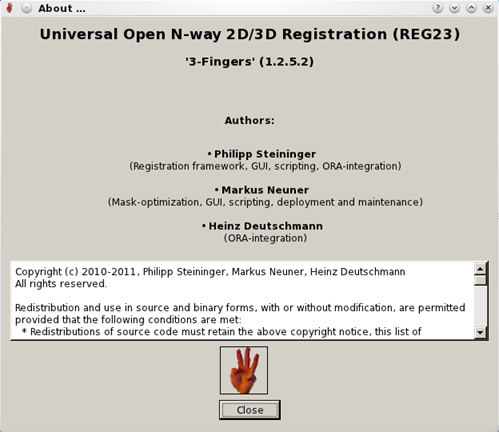 About ...
Universal Open N-way 2D/3D Registration (REG23)
'3-Fingers' (1.2.5.2)
Authors:
• Philipp Steininger
(Registration framework, GUI, scripting, ORA-integration)
• Markus Neuner
(Mask-optimization, GUI, scripting, deployment and maintenance)
• Heinz Deutschmann
(ORA-integration)
Copyright (c) 2010-2011, Philipp Steininger, Markus Neuner, Heinz Deutschmann
All rights reserved.
Redistribution and use in source and binary forms, with or without modification, are permitted
provided that the following conditions are met:
* Redistributions of source code must retain the above copyright notice, this list of
Close